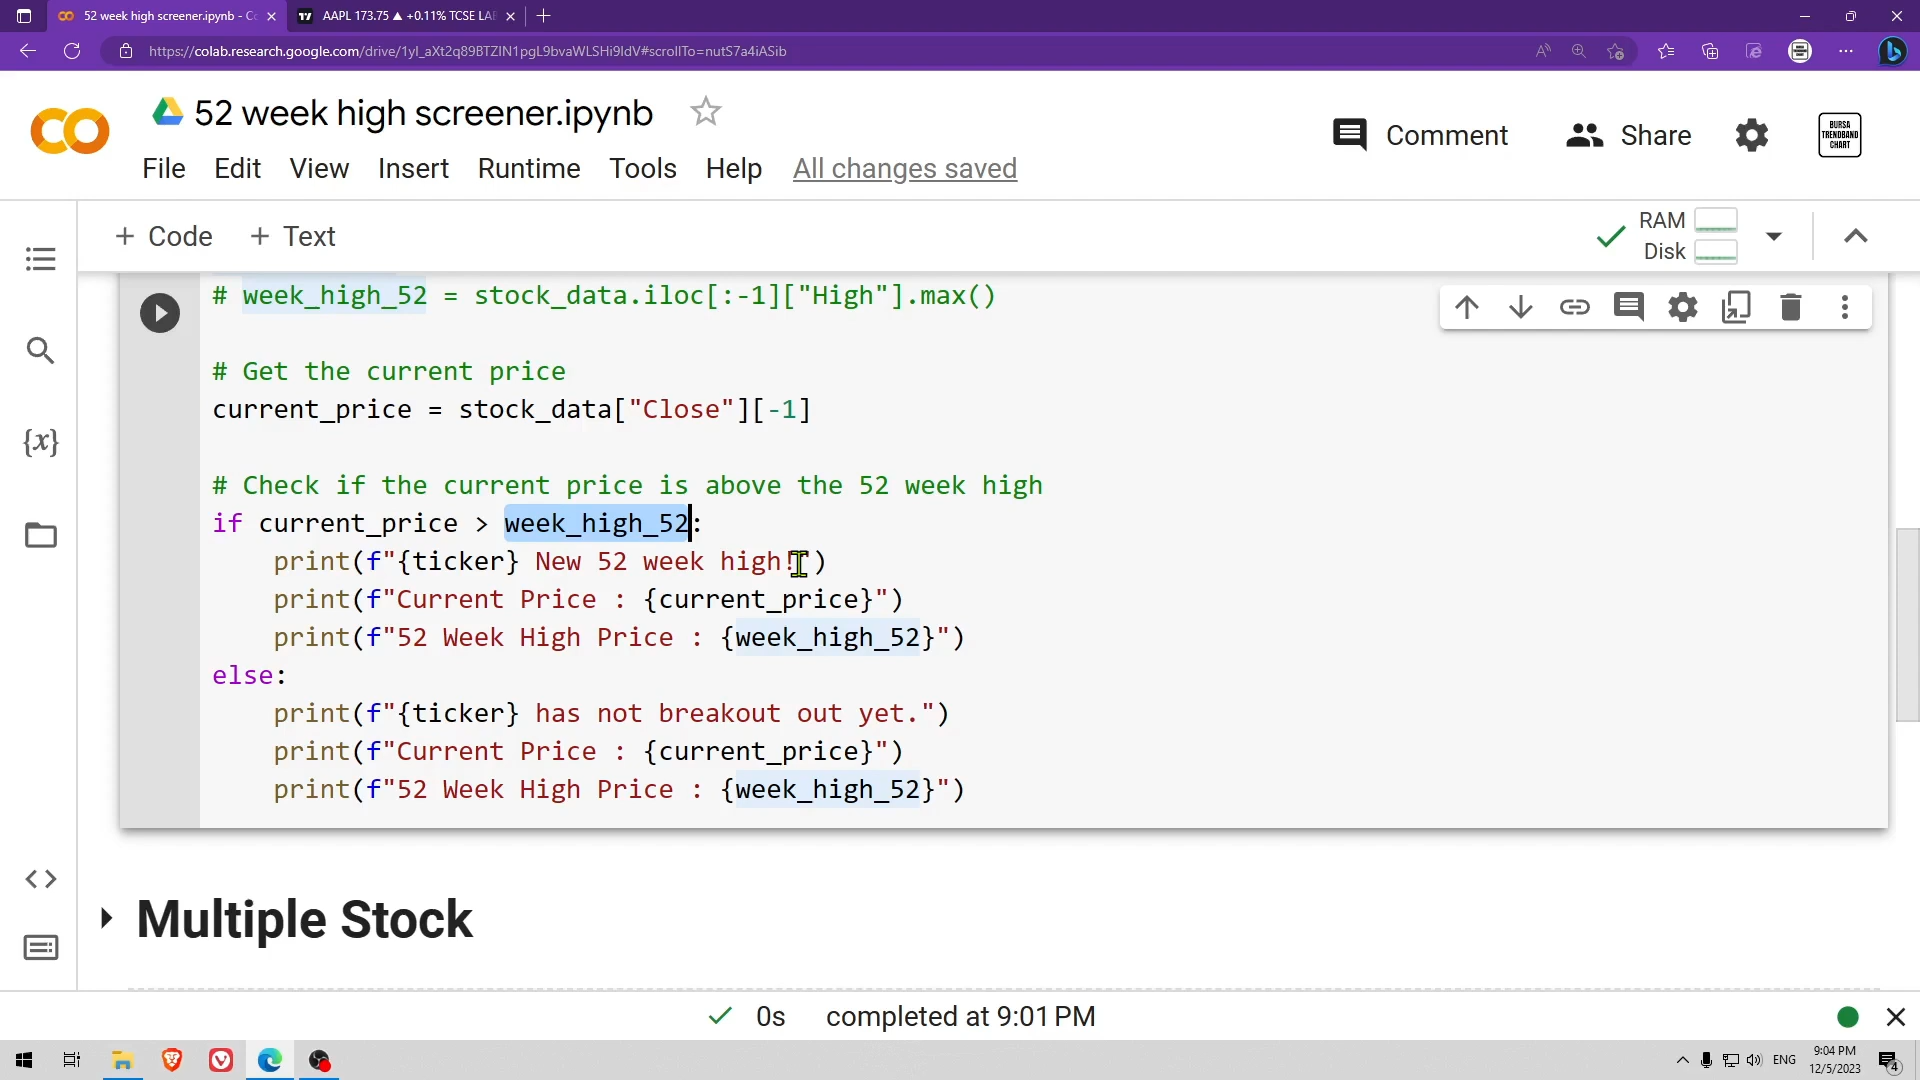 52 week high screener.ipynb - Co
AAPL 173.75 ▲ +0.11% TCSE LAB
https://colab.research.google.com/drive/1yl_aXt2q89BTZIN1pgL9bvaWLSHi9IdV#scrollTo=nutS7a4iASib
52 week high screener.ipynb
File Edit View Insert Runtime Tools Help All changes saved
Comment Share
BURSA
TRENDBAND
CHART
+ Code + Text
RAM
Disk
# week_high_52 = stock_data.iloc[:-1]["High"].max()
# Get the current price
current_price = stock_data["Close"][-1]
# Check if the current price is above the 52 week high
if current_price > week_high_52:
print(f"{ticker} New 52 week high!")
print(f"Current Price : {current_price}")
print(f"52 Week High Price : {week_high_52}")
else:
print(f"{ticker} has not breakout out yet.")
print(f"Current Price : {current_price}")
print(f"52 Week High Price : {week_high_52}")
{x}
Multiple Stock
0s completed at 9:01 PM
ENG
9:04 PM
12/5/2023
4